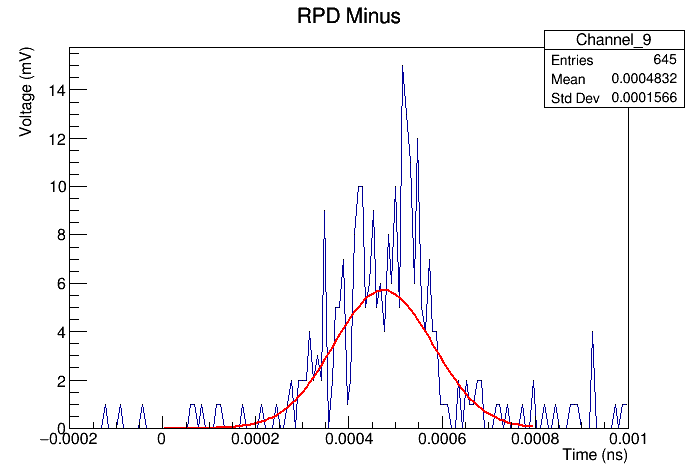 RPD Minus
Channel_9
Entries 645
Mean 0.0004832
Std Dev 0.0001566
Voltage (mV)
14
12
10
8
6
4
2
0
−0.0002 0 0.0002 0.0004 0.0006 0.0008 0.001
Time (ns)